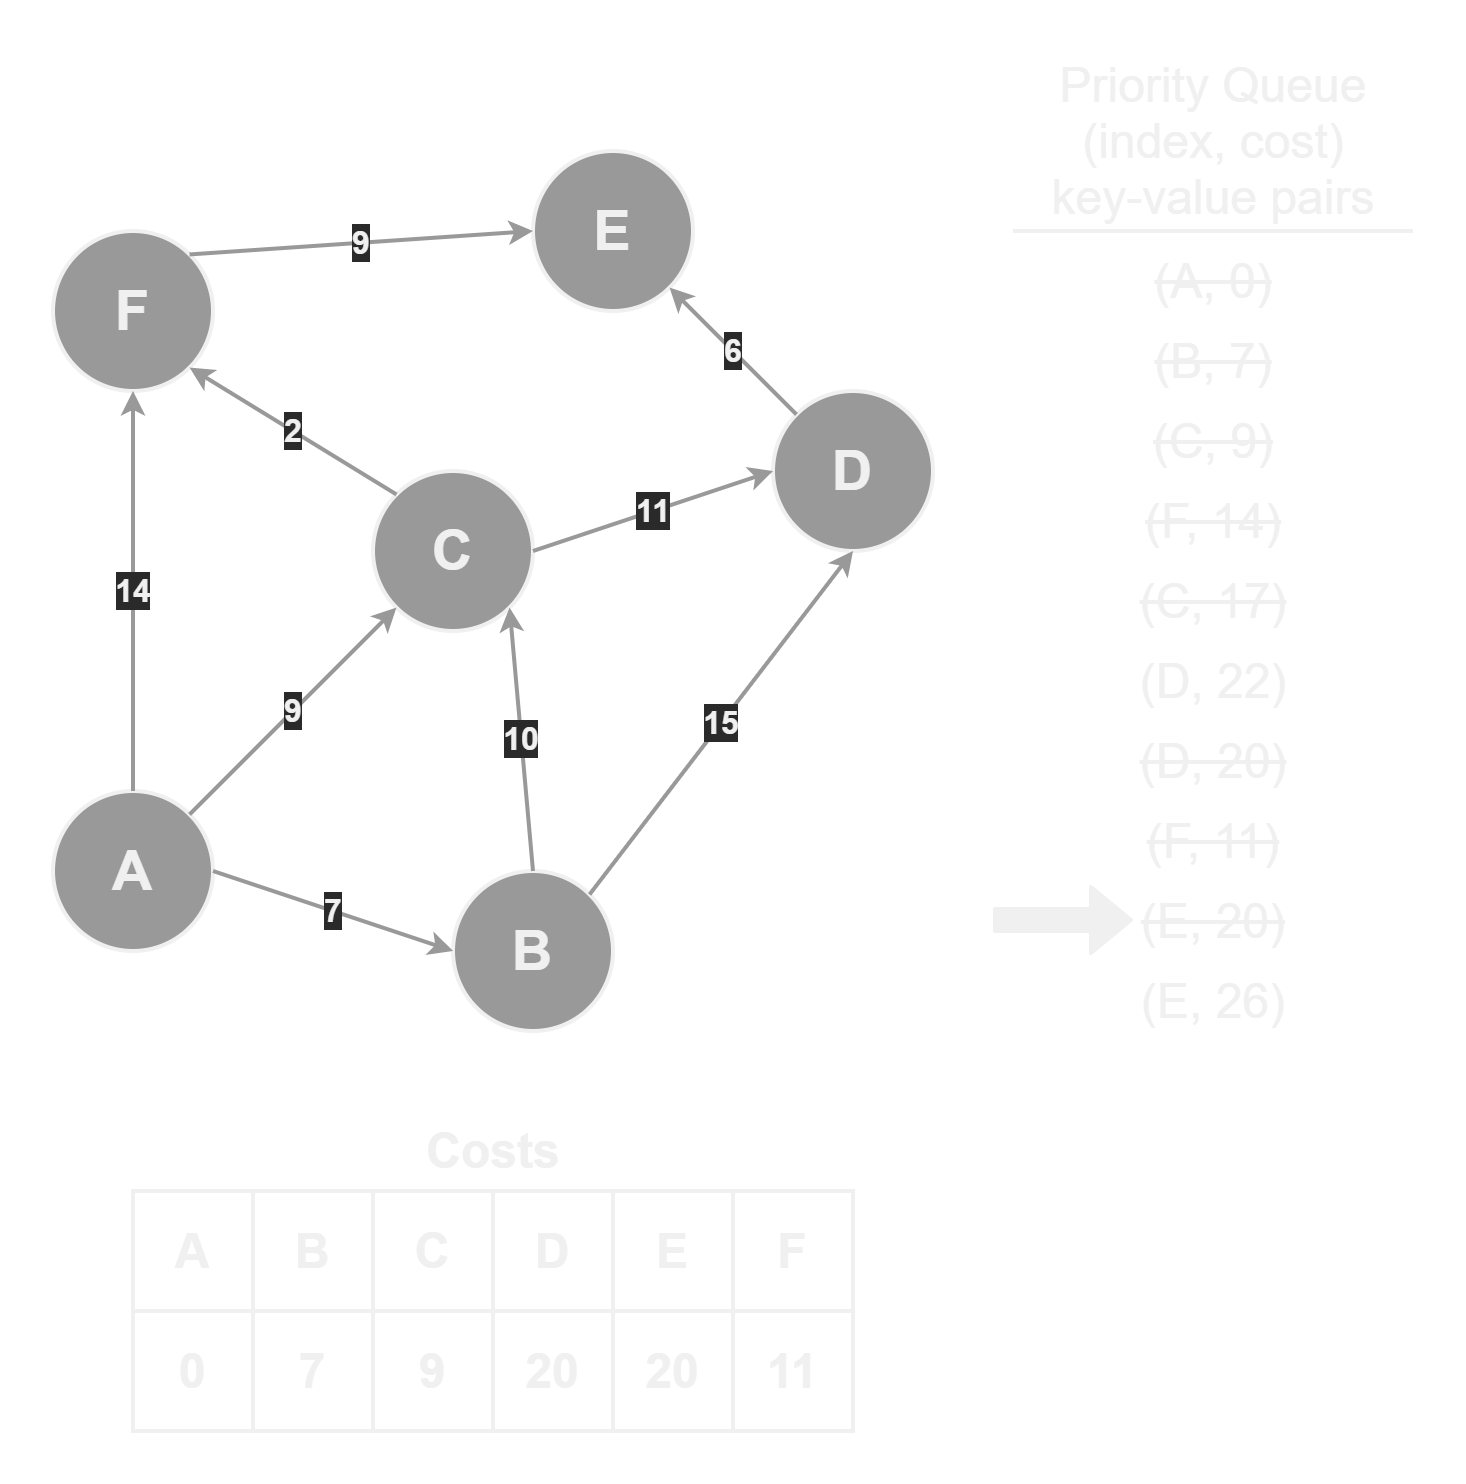 Priority Queue
(index, cost)
key-value pairs
(A, 0)
(B, 7)
(C, 9)
(F, 14)
(C, 17)
(D, 22)
(D, 20)
(F, 11)
(E, 20)
(E, 26)
E
9
F
6
2
D
11
C
14
9
10
15
A
7
B
Costs
A B C D E F
0 7 9 20 20 11